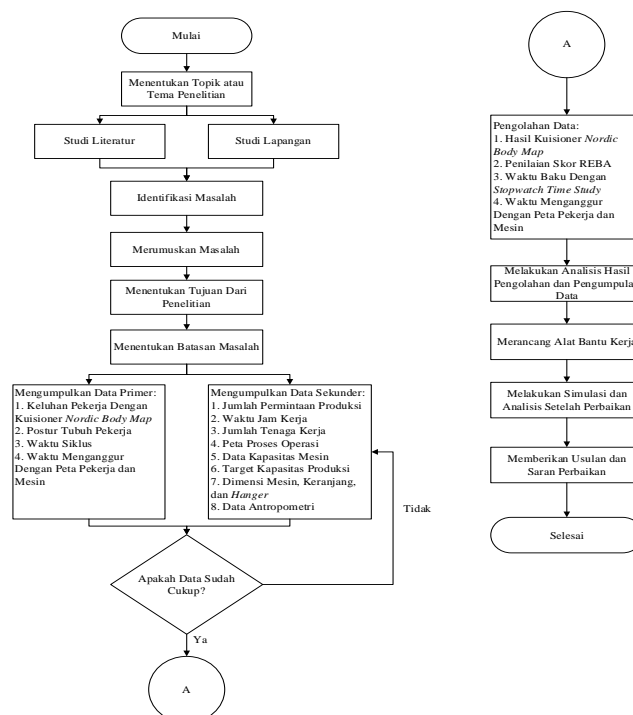 Mulai
Menentukan Topik atau
Tema Penelitian
Studi Literatur
Studi Lapangan
Identifikasi Masalah
Merumuskan Masalah
Menentukan Tujuan Dari
Penelitian
Menentukan Batasan Masalah
Mengumpulkan Data Primer:
1. Keluhan Pekerja Dengan
Kuisioner Nordic Body Map
2. Postur Tubuh Pekerja
3. Waktu Siklus
4. Waktu Menganggur
Dengan Peta Pekerja dan
Mesin
Mengumpulkan Data Sekunder:
1. Jumlah Permintaan Produksi
2. Waktu Jam Kerja
3. Jumlah Tenaga Kerja
4. Peta Proses Operasi
5. Data Kapasitas Mesin
6. Target Kapasitas Produksi
7. Dimensi Mesin, Keranjang,
dan Hanger
8. Data Antropometri
Tidak
Apakah Data Sudah
Cukup?
Ya
A
A
Pengolahan Data:
1. Hasil Kuisioner Nordic
Body Map
2. Penilaian Skor REBA
3. Waktu Baku Dengan
Stopwatch Time Study
4. Waktu Menganggur
Dengan Peta Pekerja dan
Mesin
Melakukan Analisis Hasil
Pengolahan dan Pengumpula
Data
Merancang Alat Bantu Kerja
Melakukan Simulasi dan
Analisis Setelah Perbaikan
Memberikan Usulan dan
Saran Perbaikan
Selesai